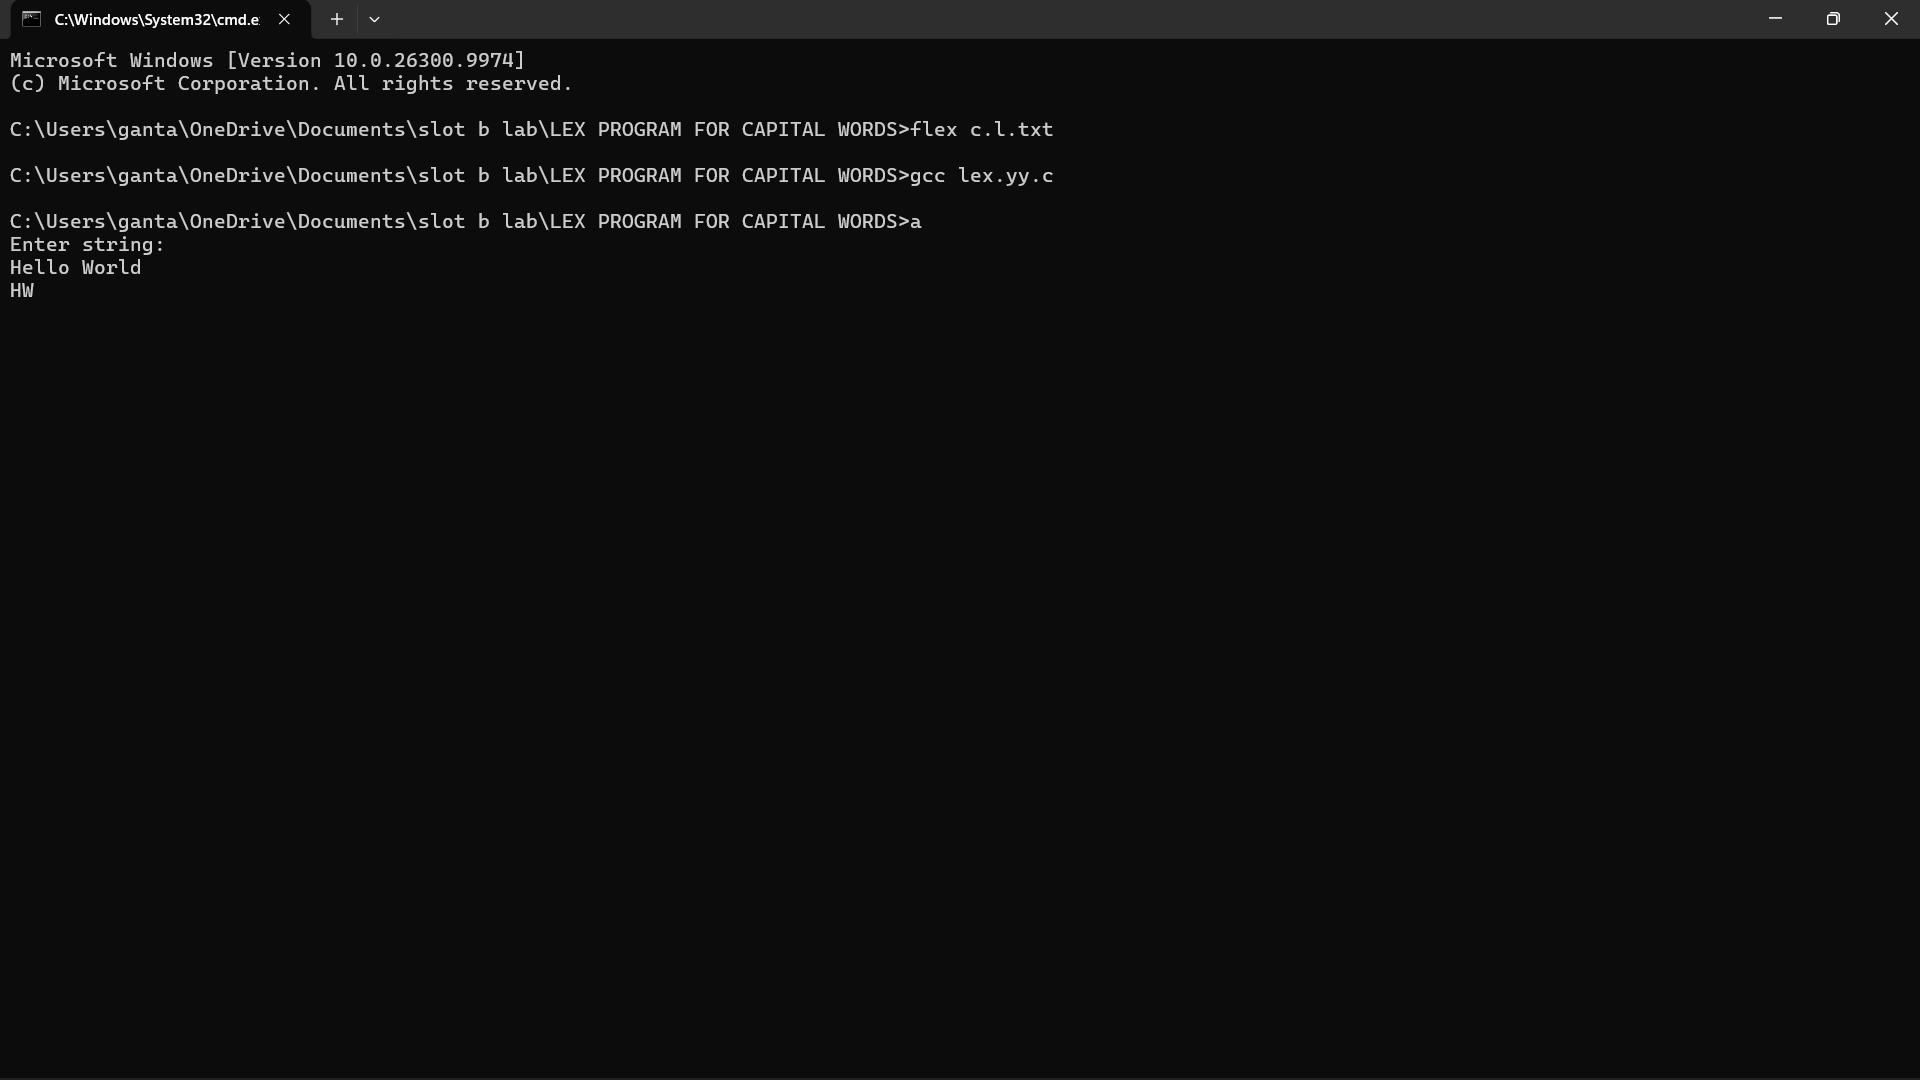 C:\Windows\System32\cmd.e
Microsoft Windows [Version 10.0.26300.9974]
(c) Microsoft Corporation. All rights reserved.
C:\Users\ganta\OneDrive\Documents\slot b lab\LEX PROGRAM FOR CAPITAL WORDS>flex c.l.txt
C:\Users\ganta\OneDrive\Documents\slot b lab\LEX PROGRAM FOR CAPITAL WORDS>gcc lex.yy.c
C:\Users\ganta\OneDrive\Documents\slot b lab\LEX PROGRAM FOR CAPITAL WORDS>a
Enter string:
Hello World
HW